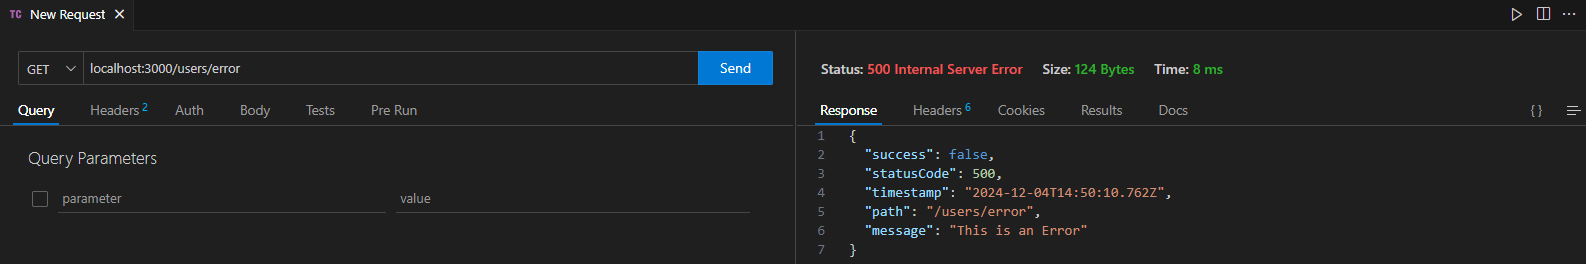 TC New Request
GET localhost:3000/users/error Send
Query Headers 2 Auth Body Tests Pre Run
Query Parameters
parameter value
Status: 500 Internal Server Error Size: 124 Bytes Time: 8 ms
Response Headers 6 Cookies Results Docs { }
1 {
2 "success": false,
3 "statusCode": 500,
4 "timestamp": "2024-12-04T14:50:10.762Z",
5 "path": "/users/error",
6 "message": "This is an Error"
7 }